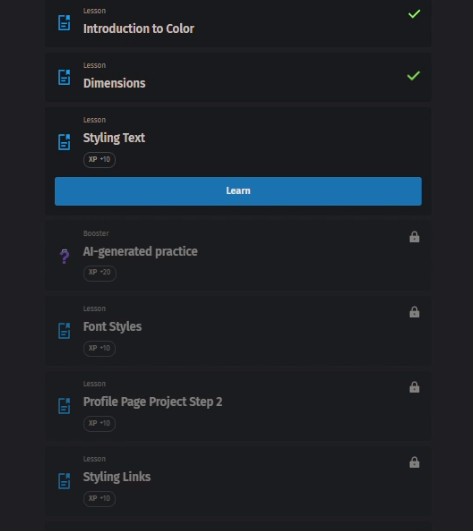 Lesson
Introduction to Color
Lesson
Dimensions
Lesson
Styling Text
XP +10
Learn
Booster
AI-generated practice
XP +20
Lesson
Font Styles
XP +10
Lesson
Profile Page Project Step 2
XP +10
Lesson
Styling Links
XP +10